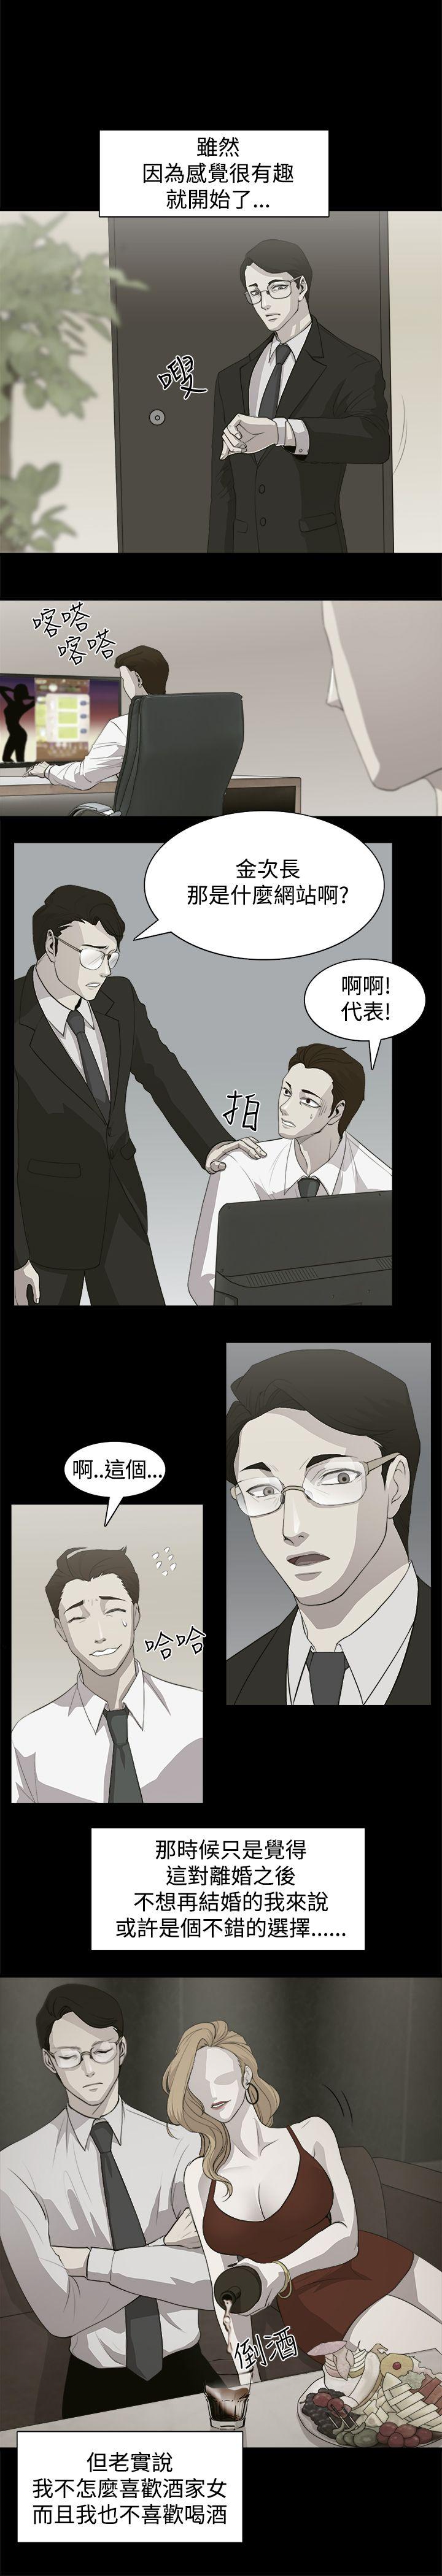 雖然
因為感覺很有趣
就開始了...
嗖
喀嗒
喀嗒
金次長
那是什麼網站啊?
啊啊!
代表!
拍
啊..這個...
哈哈
那時候只是覺得
這對離婚之後
不想再結婚的我來說
或許是個不錯的選擇......
倒酒
但老實說
我不怎麼喜歡酒家女
而且我也不喜歡喝酒